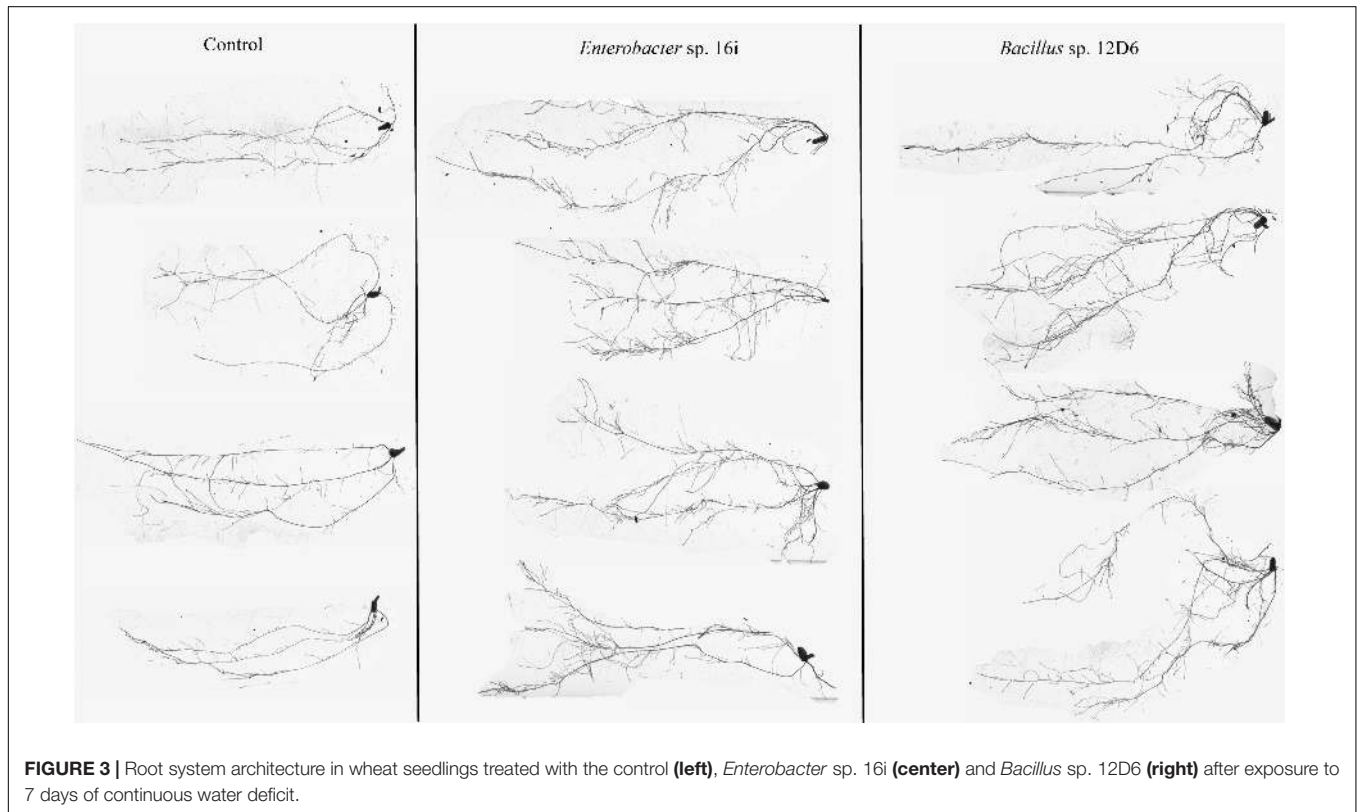 Control
Enterobacter sp. 16i
Bacillus sp. 12D6
FIGURE 3 | Root system architecture in wheat seedlings treated with the control (left), Enterobacter sp. 16i (center) and Bacillus sp. 12D6 (right) after exposure to
7 days of continuous water deficit.